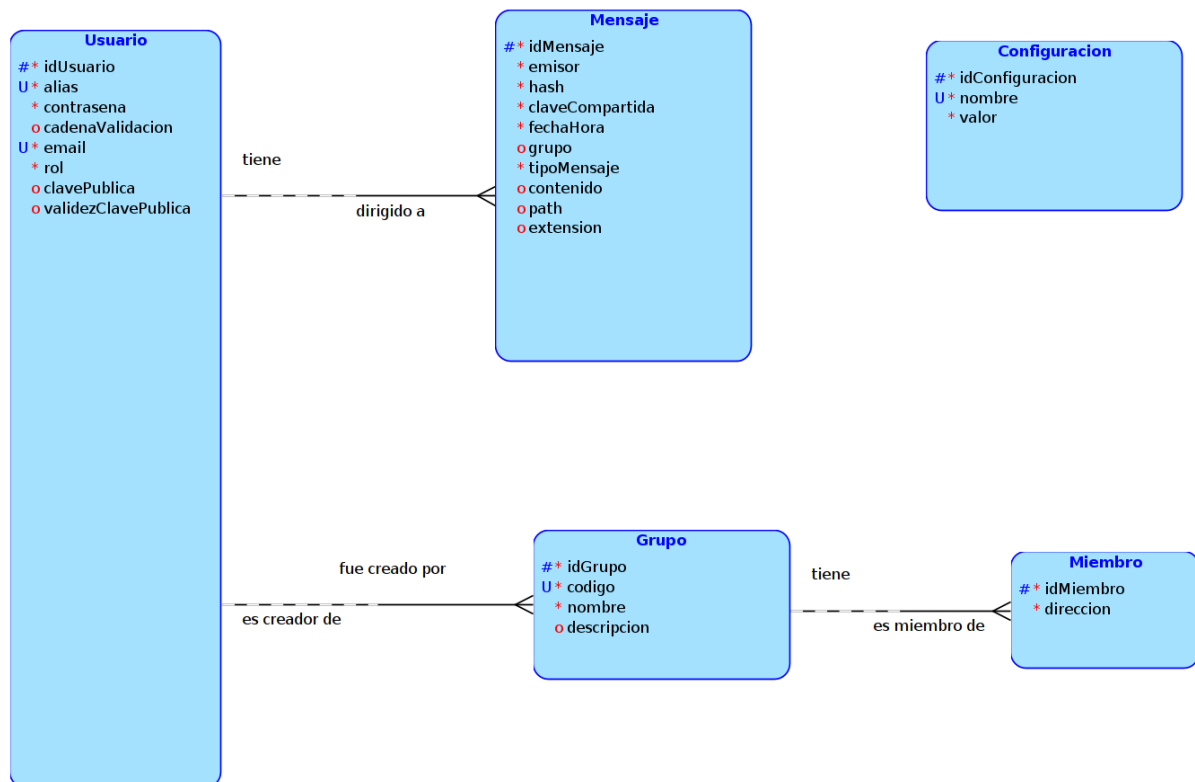 Usuario
#* idUsuario
U* alias
* contrasena
o cadenaValidacion
U* email
* rol
o clavePublica
o validezClavePublica
tiene
dirigido a
Mensaje
#* idMensaje
* emisor
* hash
* claveCompartida
* fechaHora
o grupo
* tipoMensaje
o contenido
o path
o extension
Configuracion
#* idConfiguracion
U* nombre
* valor
fue creado por
es creador de
Grupo
#* idGrupo
U* codigo
* nombre
o descripcion
tiene
es miembro de
Miembro
#* idMiembro
* direccion